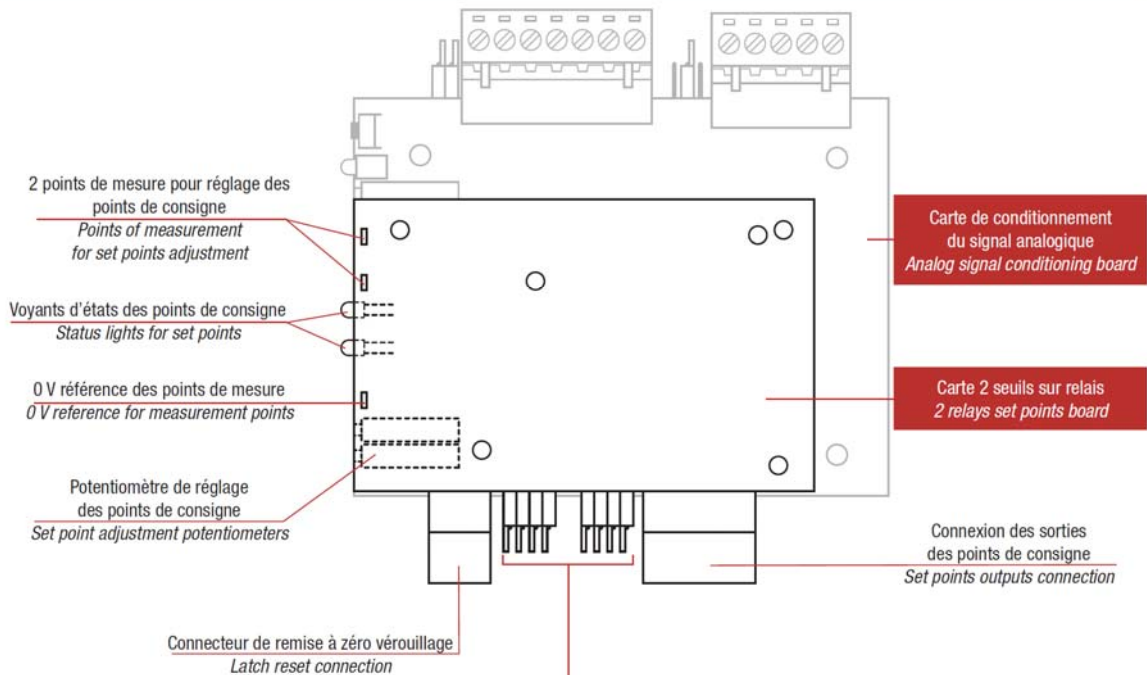 2 points de mesure pour réglage des
points de consigne
Points of measurement
for set points adjustment
Voyants d'états des points de consigne
Status lights for set points
0 V référence des points de mesure
0 V reference for measurement points
Potentiomètre de réglage
des points de consigne
Set point adjustment potentiometers
Connecteur de remise à zéro vérouillage
Latch reset connection
Carte de conditionnement
du signal analogique
Analog signal conditioning board
Carte 2 seuils sur relais
2 relays set points board
Connexion des sorties
des points de consigne
Set points outputs connection